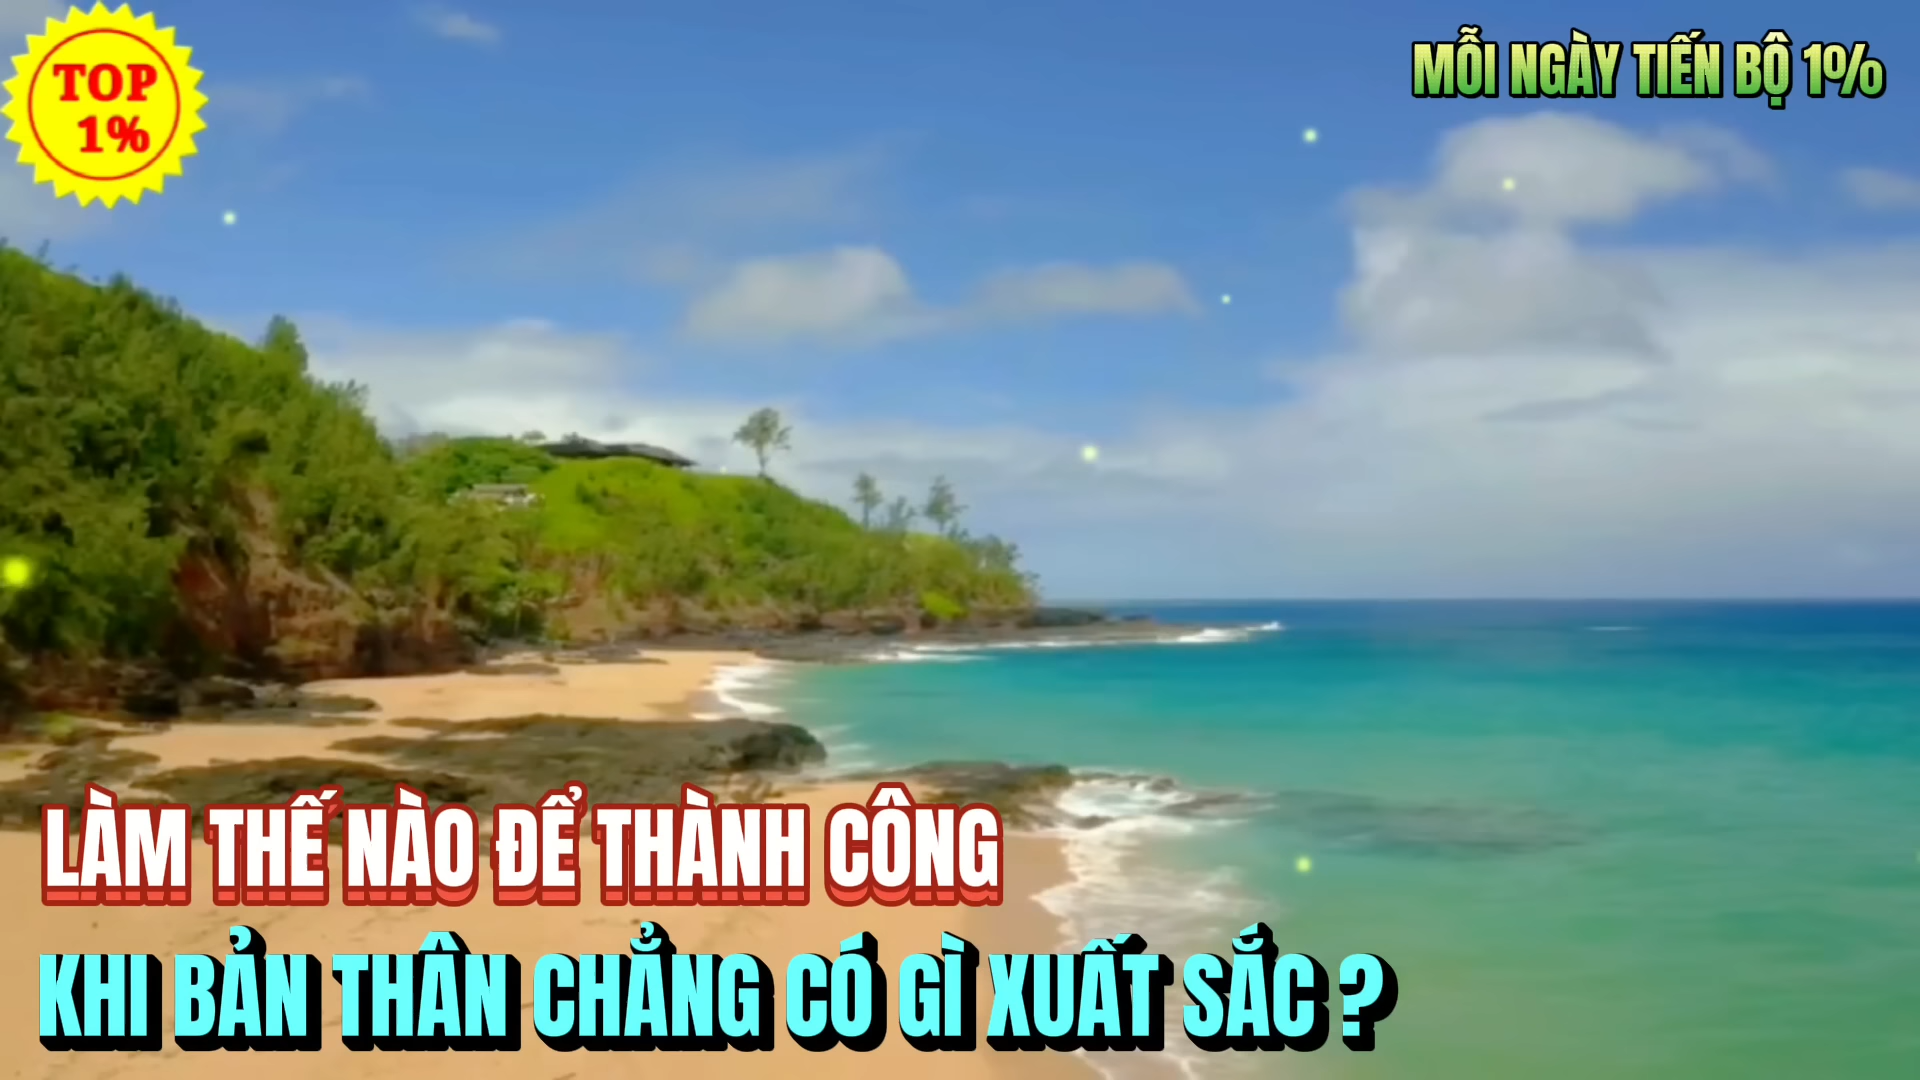 TOP
1%
MỖI NGÀY TIẾN BỘ 1%
LÀM THẾ NÀO ĐỂ THÀNH CÔNG
KHI BẢN THÂN CHẲNG CÓ GÌ XUẤT SẮC ?